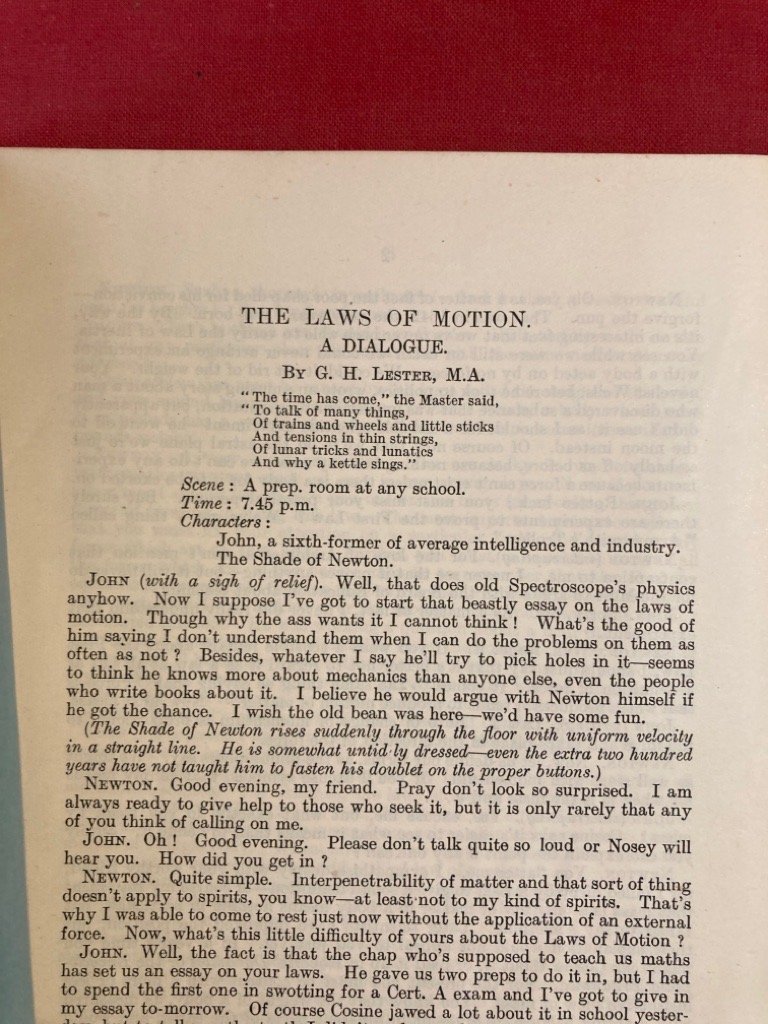 THE LAWS OF MOTION.
A DIALOGUE.
By G. H. Lester, M.A.
“The time has come,” the Master said,
“To talk of many things,
Of trains and wheels and little sticks
And tensions in thin strings,
Of lunar tricks and lunatics
And why a kettle sings.”
Scene : A prep. room at any school.
Time : 7.45 p.m.
Characters :
John, a sixth-former of average intelligence and industry.
The Shade of Newton.
John (with a sigh of relief). Well, that does old Spectroscope’s physics
anyhow. Now I suppose I’ve got to start that beastly essay on the laws of
motion. Though why the ass wants it I cannot think ! What’s the good of
him saying I don’t understand them when I can do the problems on them as
often as not ? Besides, whatever I say he’ll try to pick holes in it—seems
to think he knows more about mechanics than anyone else, even the people
who write books about it. I believe he would argue with Newton himself if
he got the chance. I wish the old bean was here—we’d have some fun.
(The Shade of Newton rises suddenly through the floor with uniform velocity
in a straight line. He is somewhat untidily dressed—even the extra two hundred
years have not taught him to fasten his doublet on the proper buttons.)
Newton. Good evening, my friend. Pray don’t look so surprised. I am
always ready to give help to those who seek it, but it is only rarely that any
of you think of calling on me.
John. Oh ! Good evening. Please don’t talk quite so loud or Nosey will
hear you. How did you get in ?
Newton. Quite simple. Interpenetrability of matter and that sort of thing
doesn’t apply to spirits, you know—at least not to my kind of spirits. That’s
why I was able to come to rest just now without the application of an external
force. Now, what’s this little difficulty of yours about the Laws of Motion ?
John. Well, the fact is that the chap who’s supposed to teach us maths
has set us an essay on your laws. He gave us two preps to do it in, but I had
to spend the first one in swotting for a Cert. A exam and I’ve got to give in
my essay to-morrow. Of course Cosine jawed a lot about it in school yester-